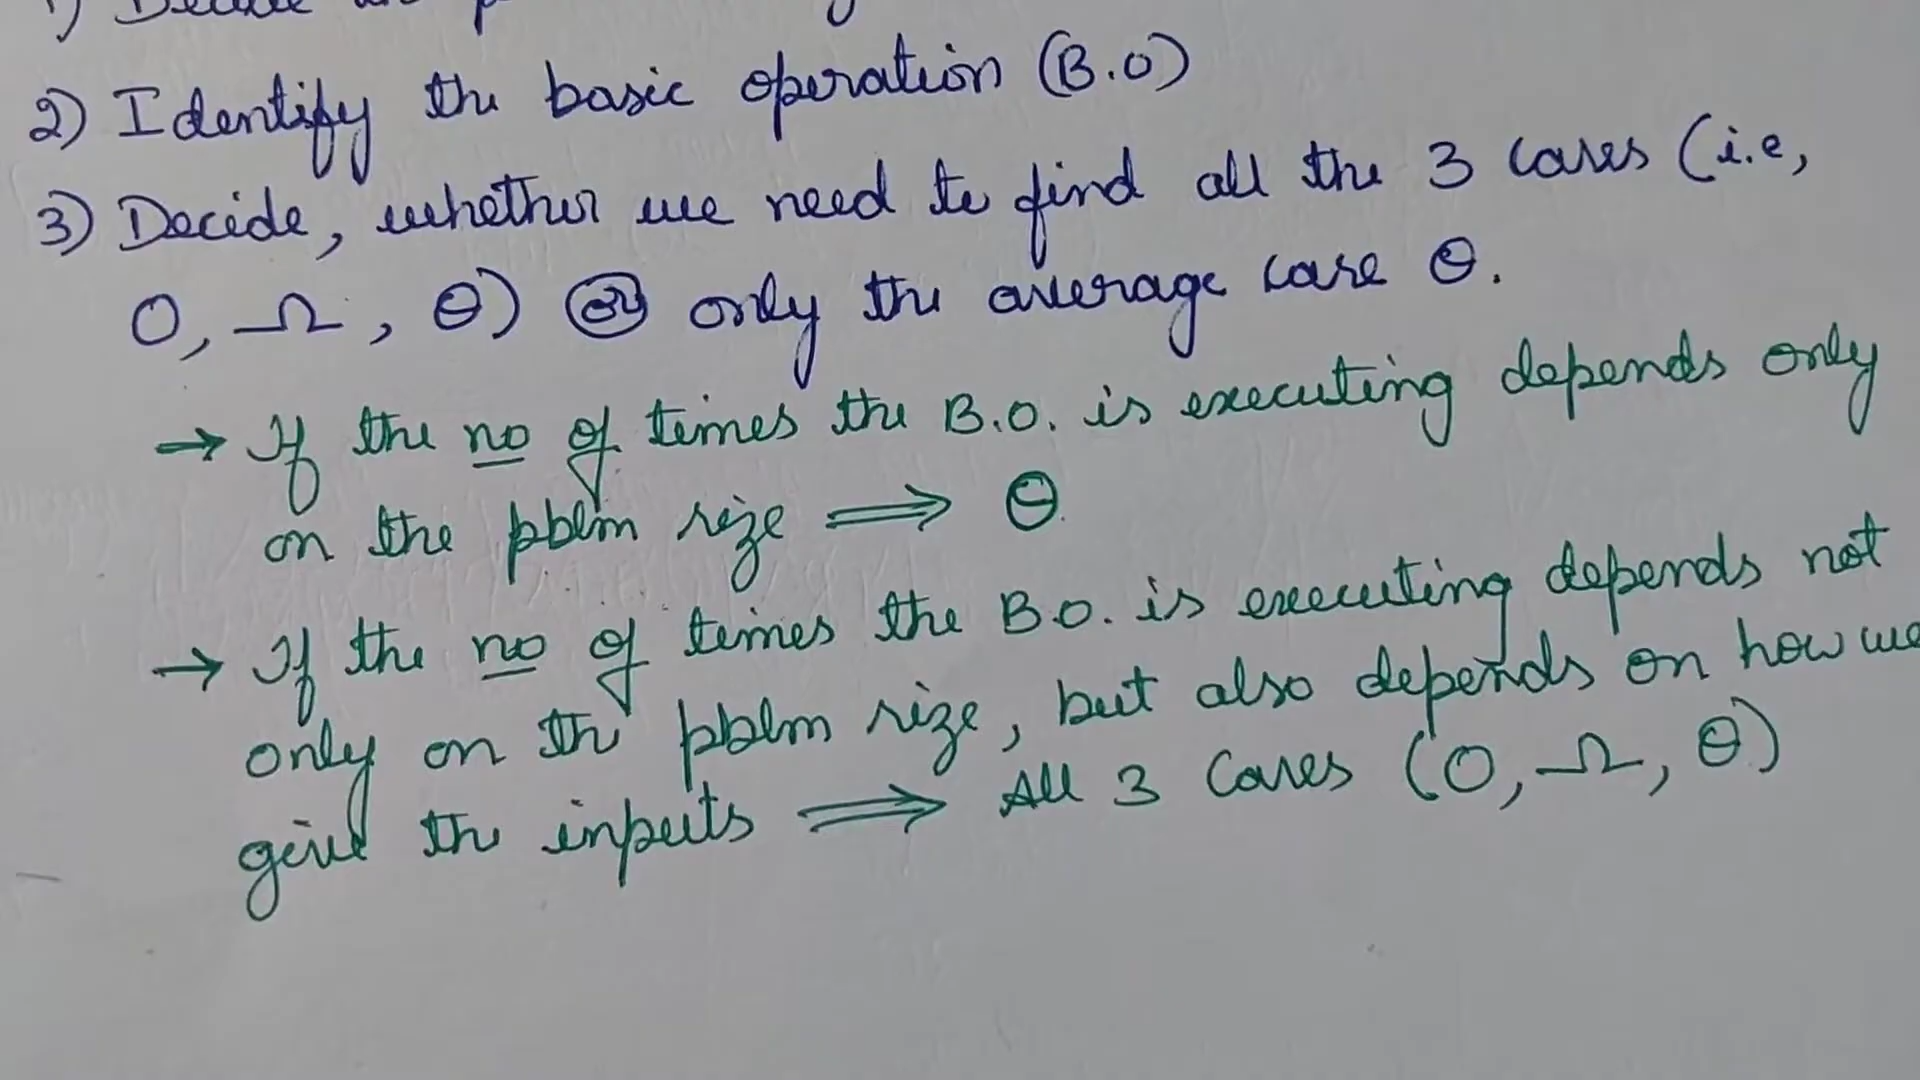 1) Decide
2) Identify the basic operation (B.O)
3) Decide, whether we need to find all the 3 cases (i.e,
O, Ω, Θ) or only the average case Θ.
→ If the no of times the B.O. is executing depends only
on the pblm size ⟹ Θ
→ If the no of times the B.O. is executing depends not
only on the pblm size, but also depends on how we
give the inputs ⟹ All 3 cases (O, Ω, Θ)